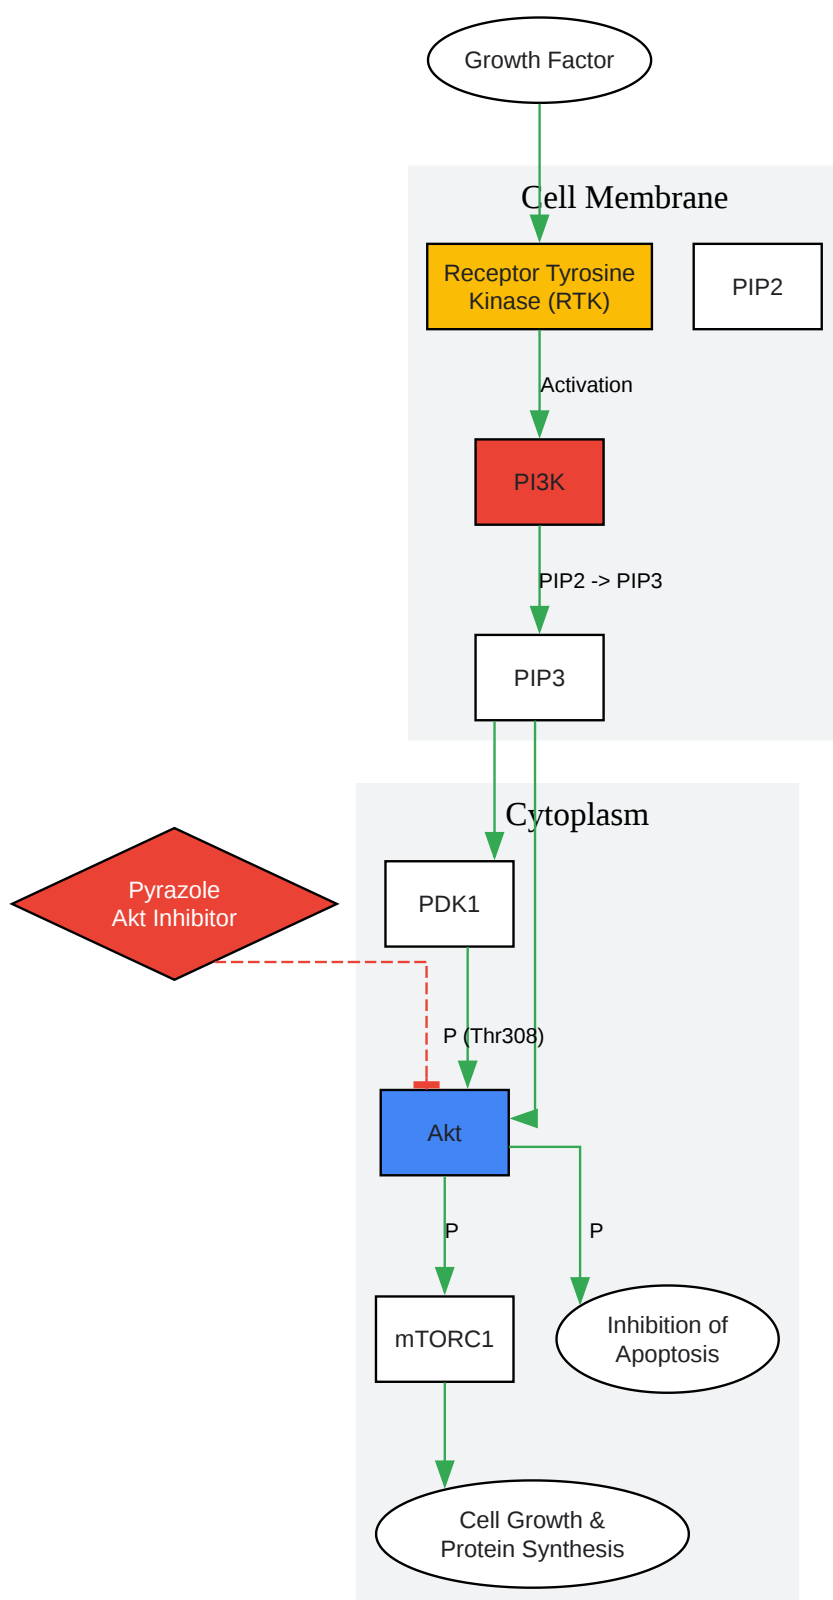 Growth Factor
Cell Membrane
Receptor Tyrosine
Kinase (RTK)
PIP2
Activation
PI3K
PIP2 -> PIP3
PIP3
Cytoplasm
Pyrazole
Akt Inhibitor
PDK1
P (Thr308)
Akt
P
P
mTORC1
Inhibition of
Apoptosis
Cell Growth &
Protein Synthesis